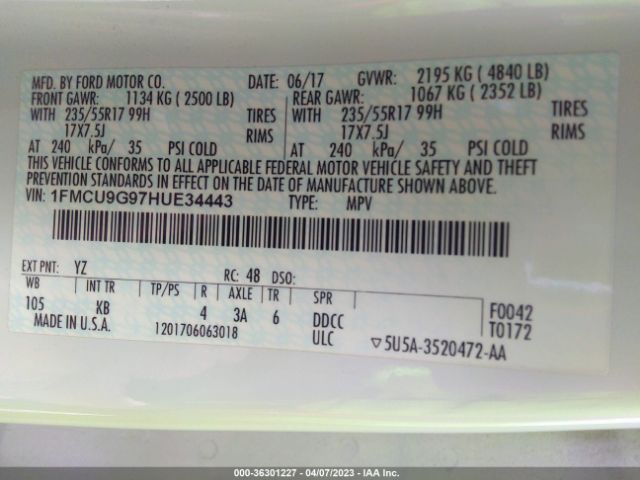 MFD. BY FORD MOTOR CO. DATE: 06/17 GVWR: 2195 KG ( 4840 LB)
FRONT GAWR: 1134 KG ( 2500 LB) REAR GAWR: 1067 KG ( 2352 LB)
WITH 235/55R17 99H TIRES WITH 235/55R17 99H TIRES
17X7.5J RIMS 17X7.5J RIMS
AT 240 kPa/ 35 PSI COLD AT 240 kPa/ 35 PSI COLD
THIS VEHICLE CONFORMS TO ALL APPLICABLE FEDERAL MOTOR VEHICLE SAFETY AND THEFT
PREVENTION STANDARDS IN EFFECT ON THE DATE OF MANUFACTURE SHOWN ABOVE.
VIN: 1FMCU9G97HUE34443 TYPE: MPV
EXT PNT: YZ RC: 48 DSO:
WB INT TR TP/PS R AXLE TR SPR
105 KB 4 3A 6 DDCC F0042
MADE IN U.S.A. 1201706063018 ULC T0172
▽5U5A-3520472-AA
000-36301227 - 04/07/2023 - IAA Inc.